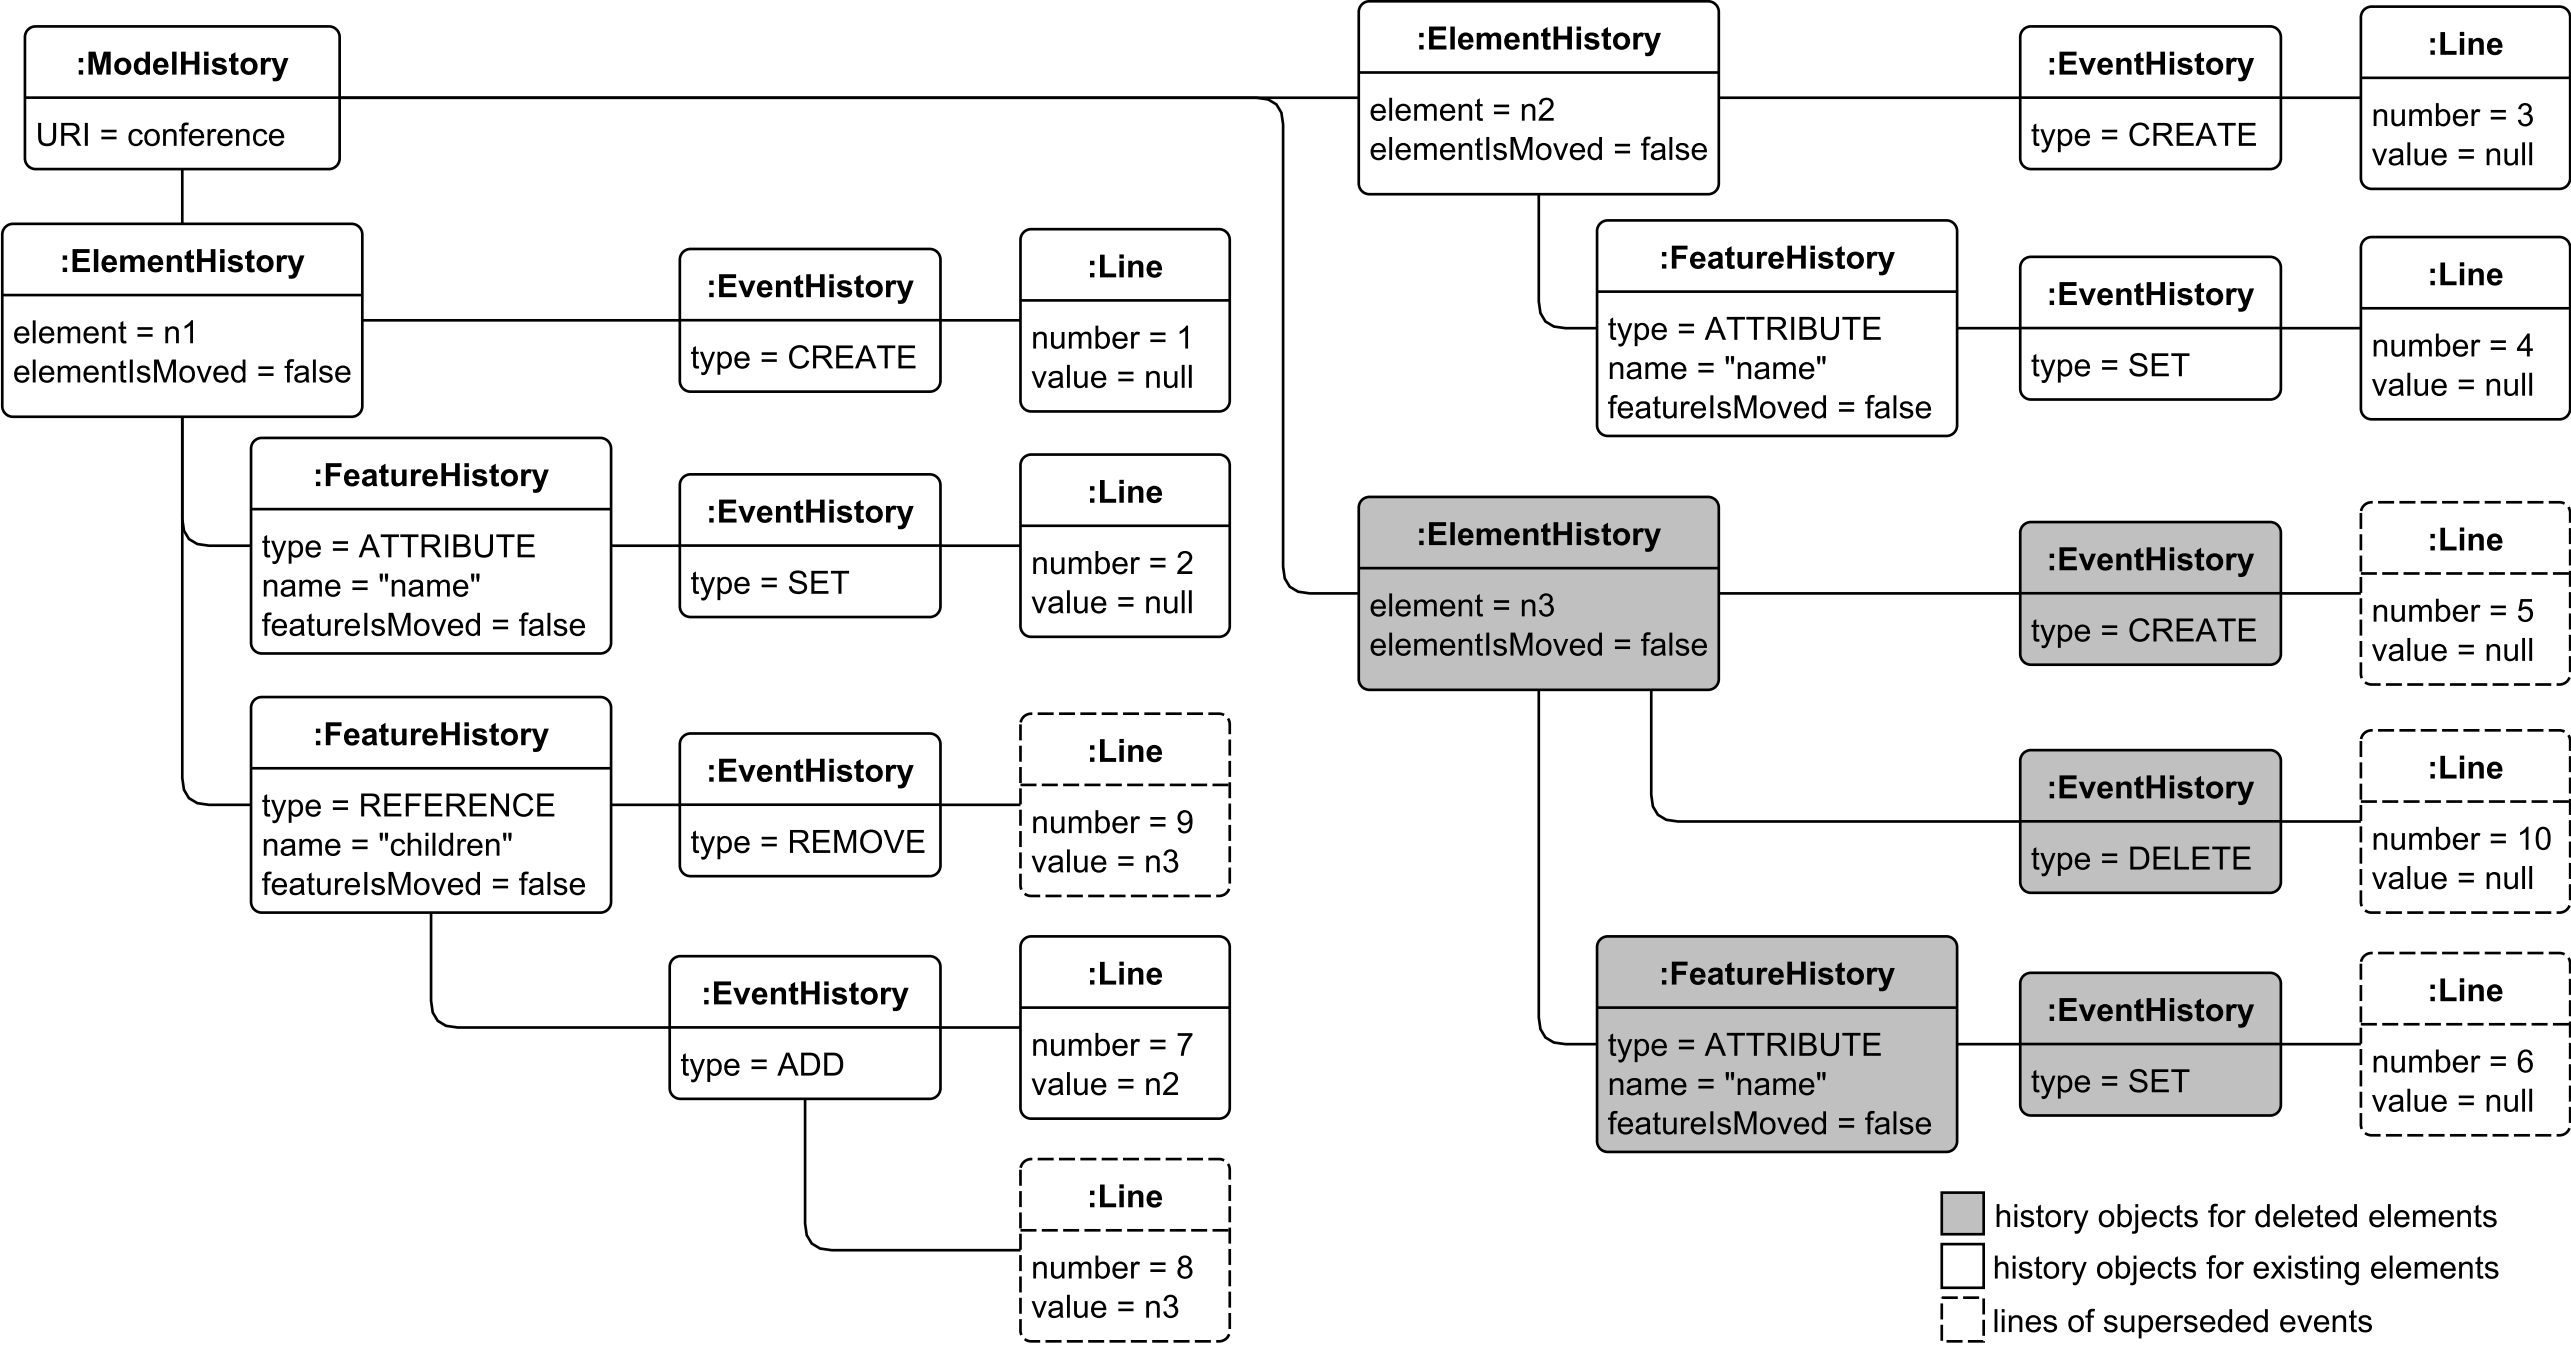 :ModelHistory
URI = conference
:ElementHistory
element = n1
elementIsMoved = false
:EventHistory
type = CREATE
:Line
number = 1
value = null
:FeatureHistory
type = ATTRIBUTE
name = "name"
featureIsMoved = false
:EventHistory
type = SET
:Line
number = 2
value = null
:FeatureHistory
type = REFERENCE
name = "children"
featureIsMoved = false
:EventHistory
type = REMOVE
:Line
number = 9
value = n3
:EventHistory
type = ADD
:Line
number = 7
value = n2
:Line
number = 8
value = n3
:ElementHistory
element = n2
elementIsMoved = false
:EventHistory
type = CREATE
:Line
number = 3
value = null
:FeatureHistory
type = ATTRIBUTE
name = "name"
featureIsMoved = false
:EventHistory
type = SET
:Line
number = 4
value = null
:ElementHistory
element = n3
elementIsMoved = false
:EventHistory
type = CREATE
:Line
number = 5
value = null
:EventHistory
type = DELETE
:Line
number = 10
value = null
:FeatureHistory
type = ATTRIBUTE
name = "name"
featureIsMoved = false
:EventHistory
type = SET
:Line
number = 6
value = null
history objects for deleted elements
history objects for existing elements
lines of superseded events